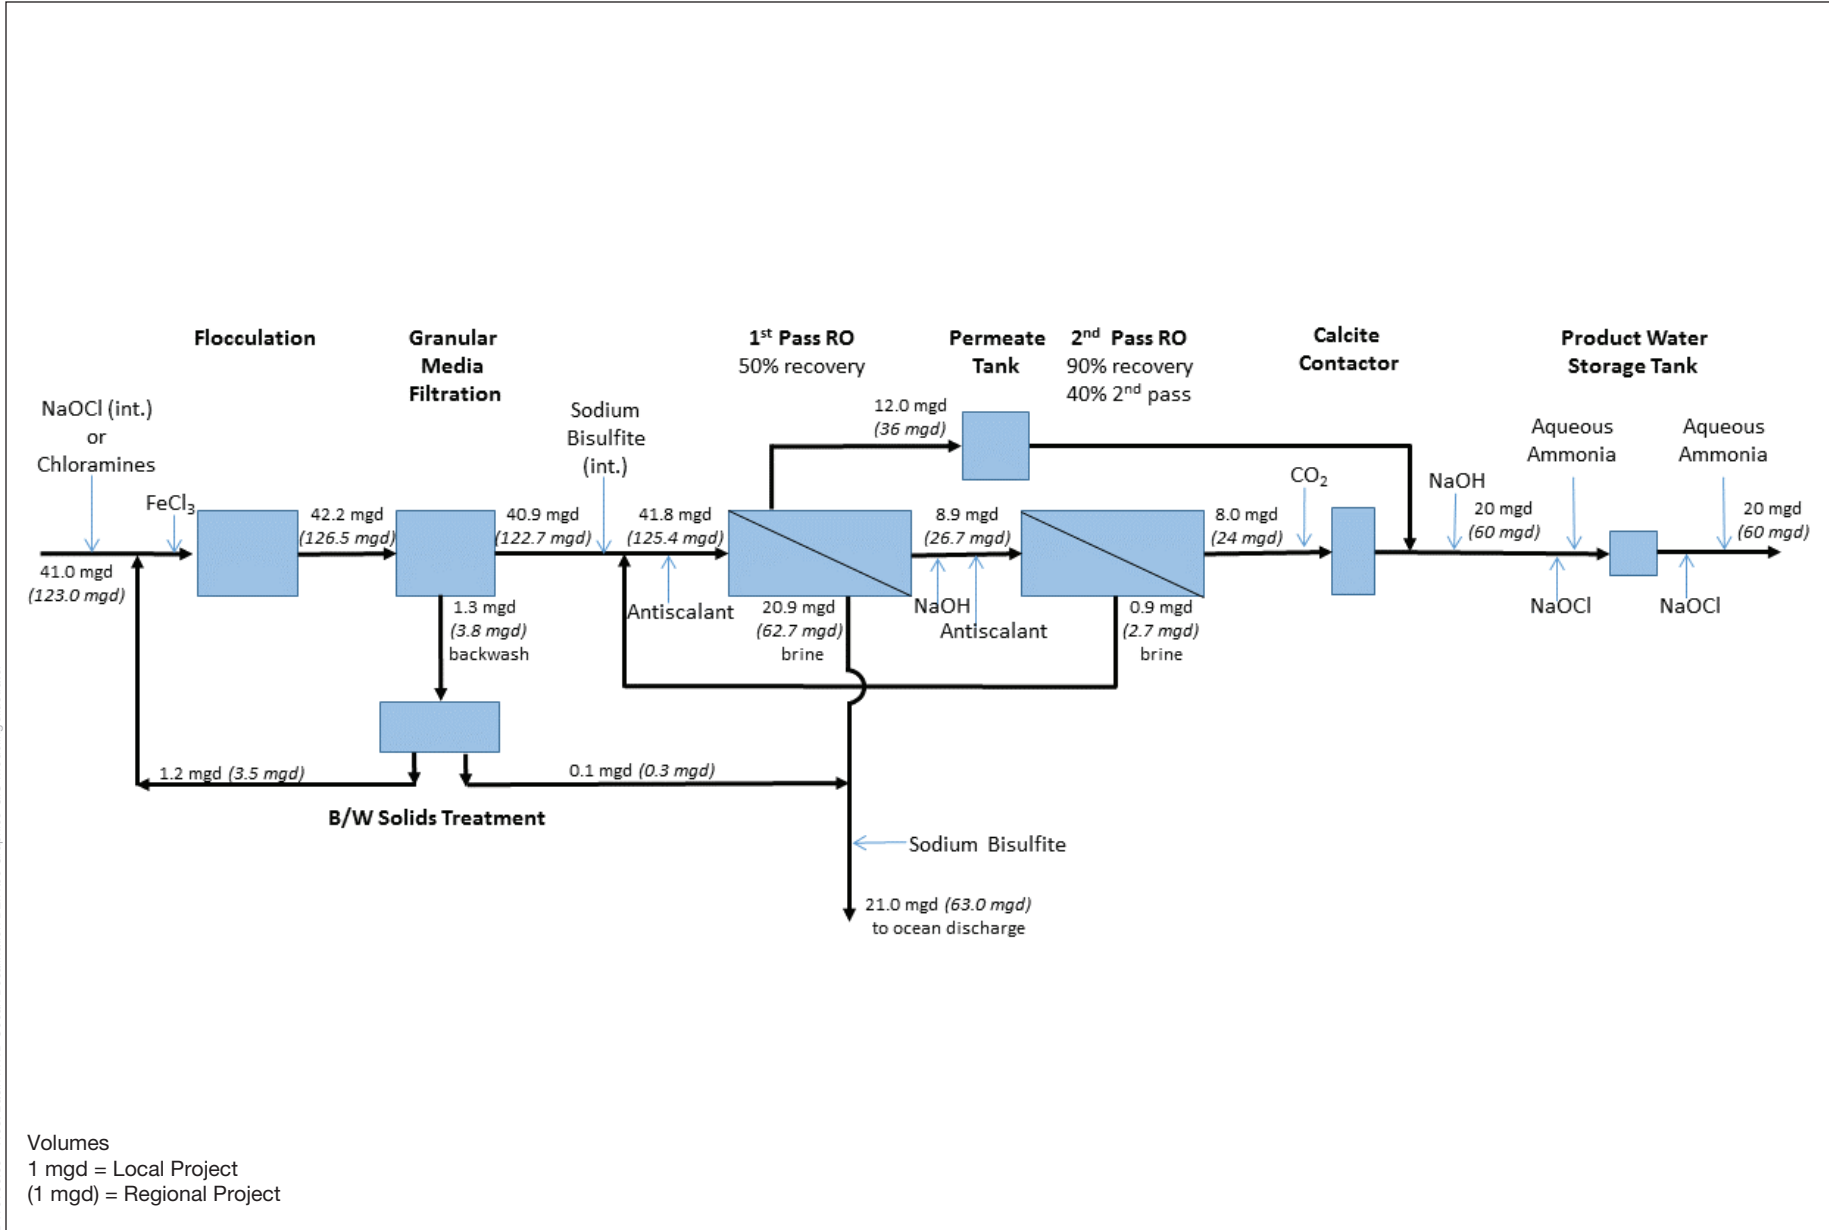 Flocculation
Granular
Media
Filtration
1st Pass RO
50% recovery
Permeate
Tank
2nd Pass RO
90% recovery
40% 2nd pass
Calcite
Contactor
Product Water
Storage Tank
NaOCl (int.)
or
Chloramines
FeCl3
41.0 mgd
(123.0 mgd)
42.2 mgd
(126.5 mgd)
40.9 mgd
(122.7 mgd)
Sodium
Bisulfite
(int.)
41.8 mgd
(125.4 mgd)
Antiscalant
12.0 mgd
(36 mgd)
8.9 mgd
(26.7 mgd)
NaOH
Antiscalant
8.0 mgd
(24 mgd)
CO2
NaOH
20 mgd
(60 mgd)
Aqueous
Ammonia
NaOCl
Aqueous
Ammonia
NaOCl
20 mgd
(60 mgd)
1.3 mgd
(3.8 mgd)
backwash
20.9 mgd
(62.7 mgd)
brine
0.9 mgd
(2.7 mgd)
brine
1.2 mgd (3.5 mgd)
0.1 mgd (0.3 mgd)
B/W Solids Treatment
Sodium Bisulfite
21.0 mgd (63.0 mgd)
to ocean discharge
Volumes
1 mgd = Local Project
(1 mgd) = Regional Project